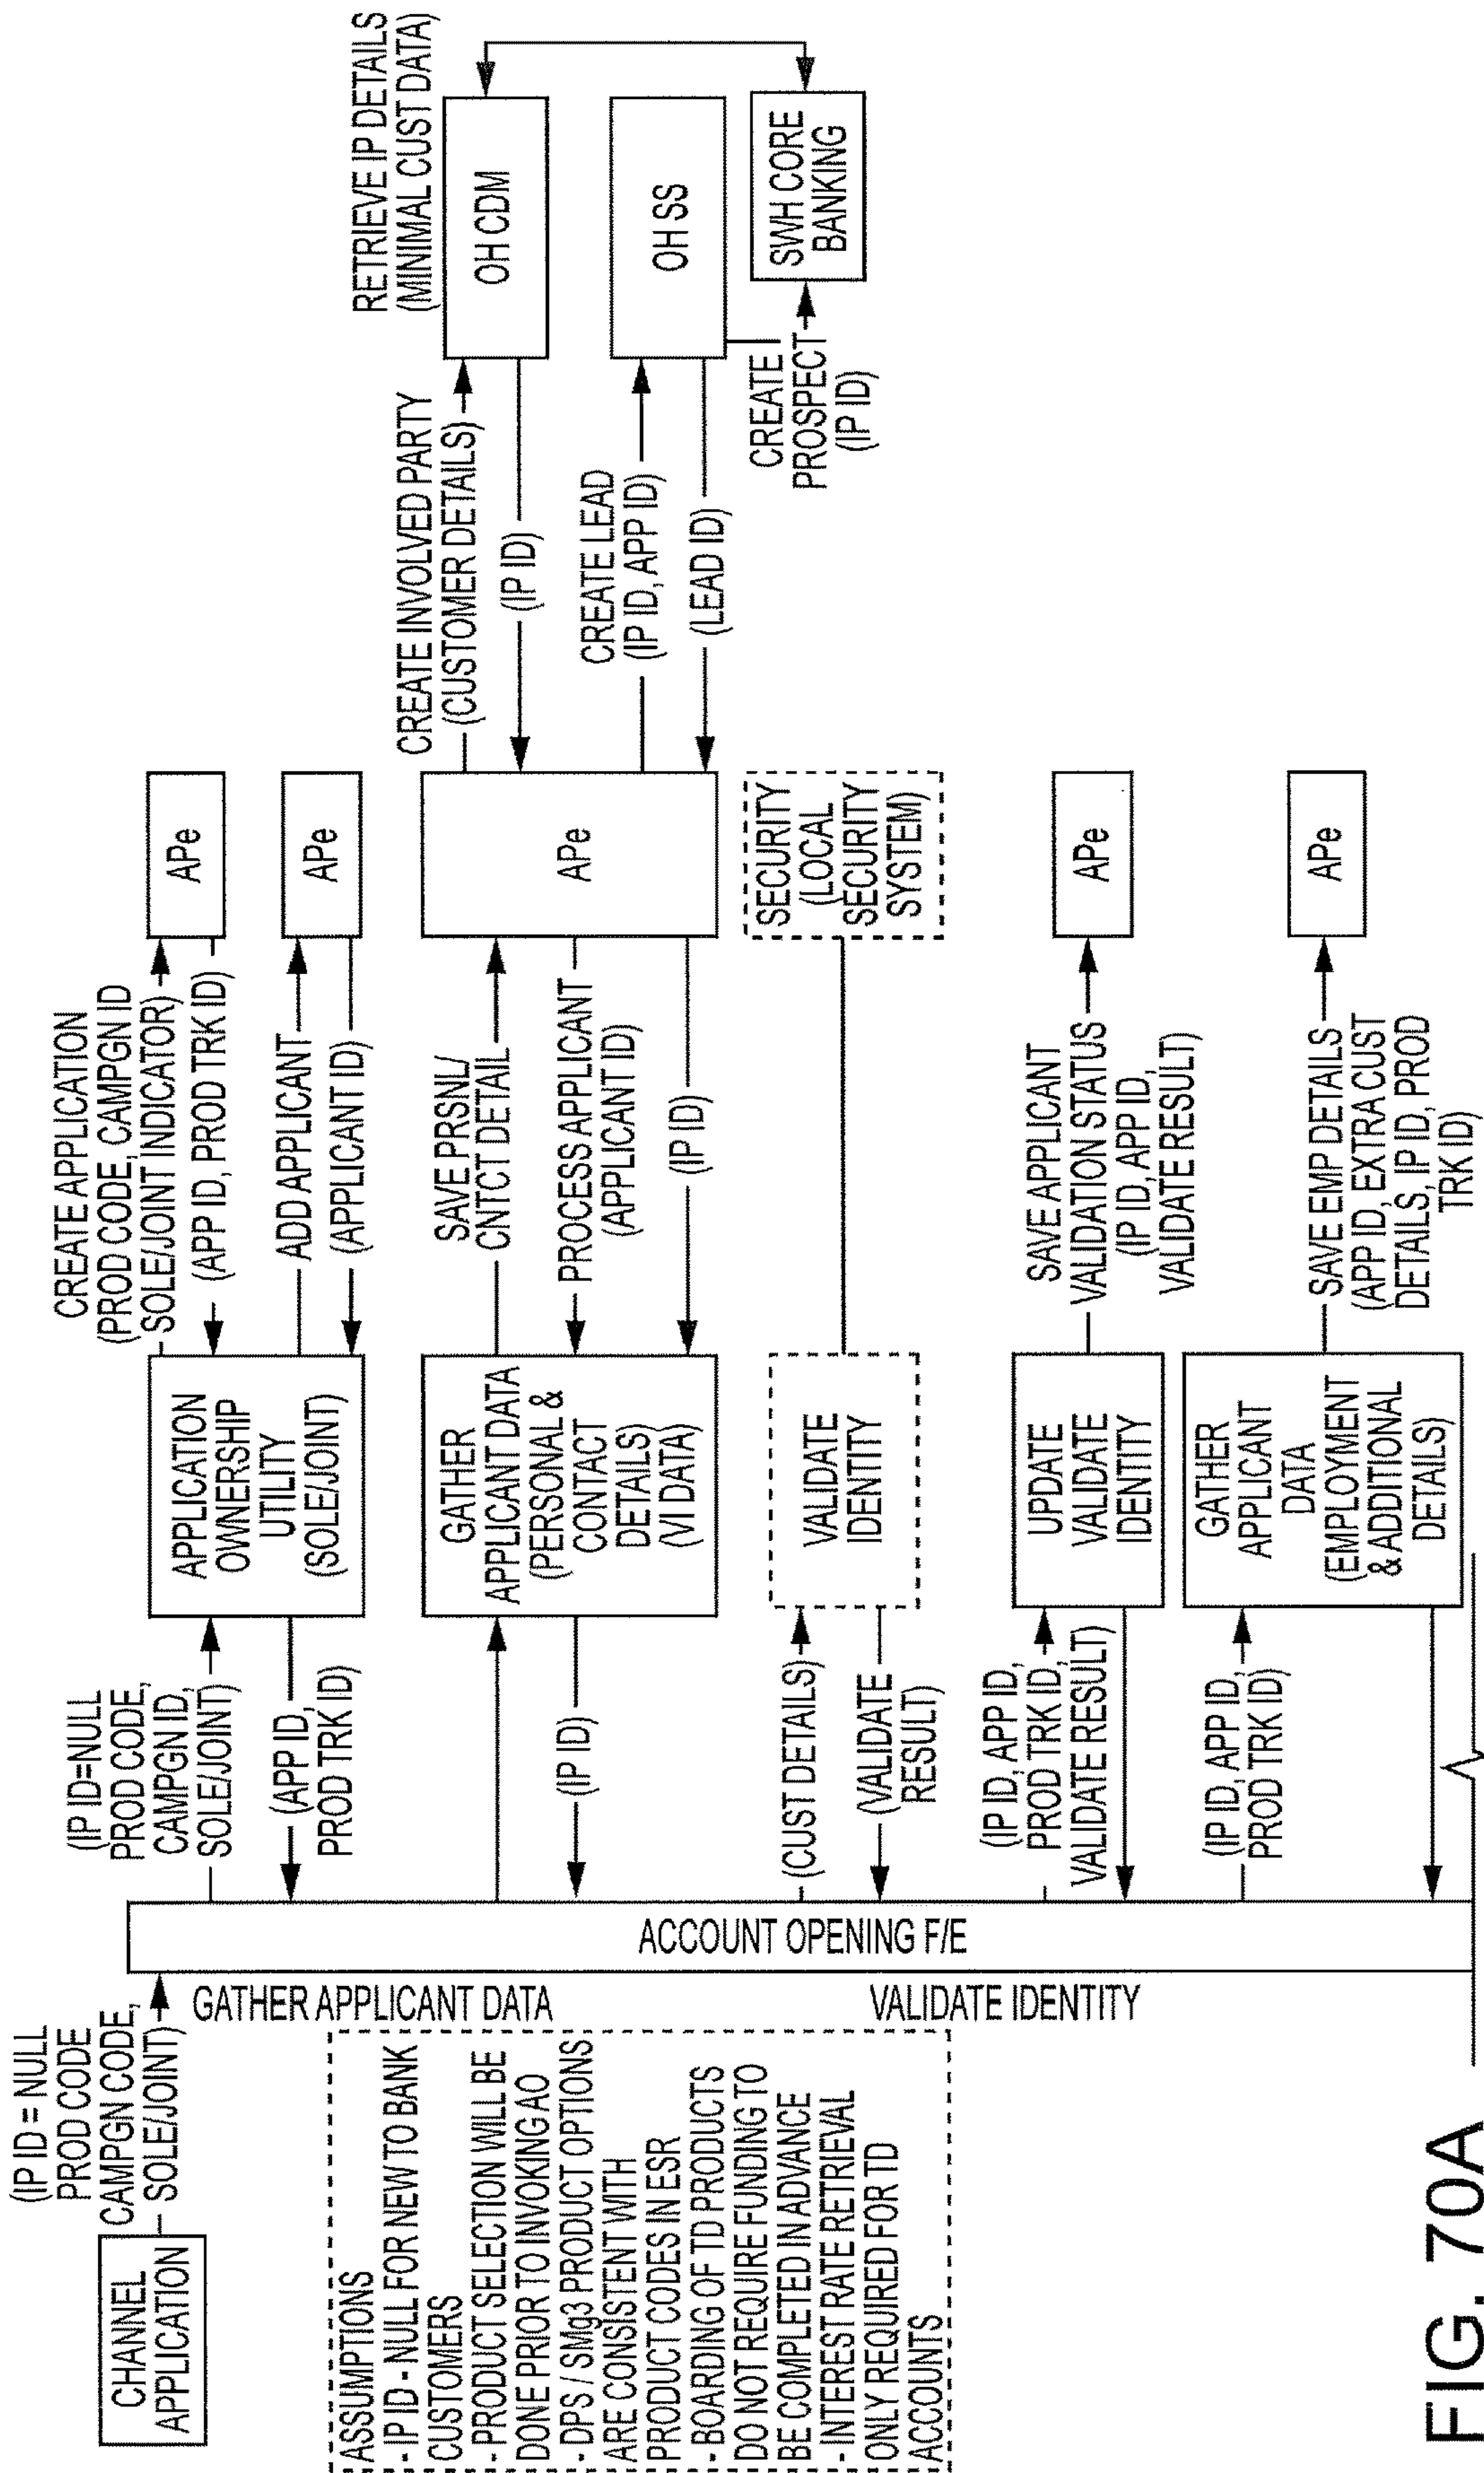 CHANNEL
APPLICATION
(IP ID = NULL
PROD CODE
CAMPGN CODE,
SOLE/JOINT)
ASSUMPTIONS
- IP ID - NULL FOR NEW TO BANK
CUSTOMERS
- PRODUCT SELECTION WILL BE
DONE PRIOR TO INVOKING AO
- DPS / SMg3 PRODUCT OPTIONS
ARE CONSISTENT WITH
PRODUCT CODES IN ESR
- BOARDING OF TD PRODUCTS
DO NOT REQUIRE FUNDING TO
BE COMPLETED IN ADVANCE
- INTEREST RATE RETRIEVAL
ONLY REQUIRED FOR TD
ACCOUNTS
GATHER APPLICANT DATA
VALIDATE IDENTITY
ACCOUNT OPENING F/E
(IP ID=NULL
PROD CODE,
CAMPGN ID,
SOLE/JOINT)
(APP ID,
PROD TRK ID)
APPLICATION
OWNERSHIP
UTILITY
(SOLE/JOINT)
CREATE APPLICATION
(PROD CODE, CAMPGN ID
SOLE/JOINT INDICATOR)
(APP ID, PROD TRK ID)
APe
ADD APPLICANT
(APPLICANT ID)
APe
(IP ID)
GATHER
APPLICANT DATA
(PERSONAL &
CONTACT
DETAILS)
(VI DATA)
SAVE PRSNL/
CNTCT DETAIL
PROCESS APPLICANT
(APPLICANT ID)
(IP ID)
APe
CREATE INVOLVED PARTY
(CUSTOMER DETAILS)
(IP ID)
CREATE LEAD
(IP ID, APP ID)
(LEAD ID)
RETRIEVE IP DETAILS
(MINIMAL CUST DATA)
OH CDM
OH SS
CREATE
PROSPECT
(IP ID)
SWH CORE
BANKING
(CUST DETAILS)
(VALIDATE
RESULT)
VALIDATE
IDENTITY
SECURITY
(LOCAL
SECURITY
SYSTEM)
(IP ID, APP ID,
PROD TRK ID,
VALIDATE RESULT)
UPDATE
VALIDATE
IDENTITY
SAVE APPLICANT
VALIDATION STATUS
(IP ID, APP ID,
VALIDATE RESULT)
APe
(IP ID, APP ID,
PROD TRK ID)
GATHER
APPLICANT
DATA
(EMPLOYMENT
& ADDITIONAL
DETAILS)
SAVE EMP DETAILS
(APP ID, EXTRA CUST
DETAILS, IP ID, PROD
TRK ID)
APe
FIG. 70A